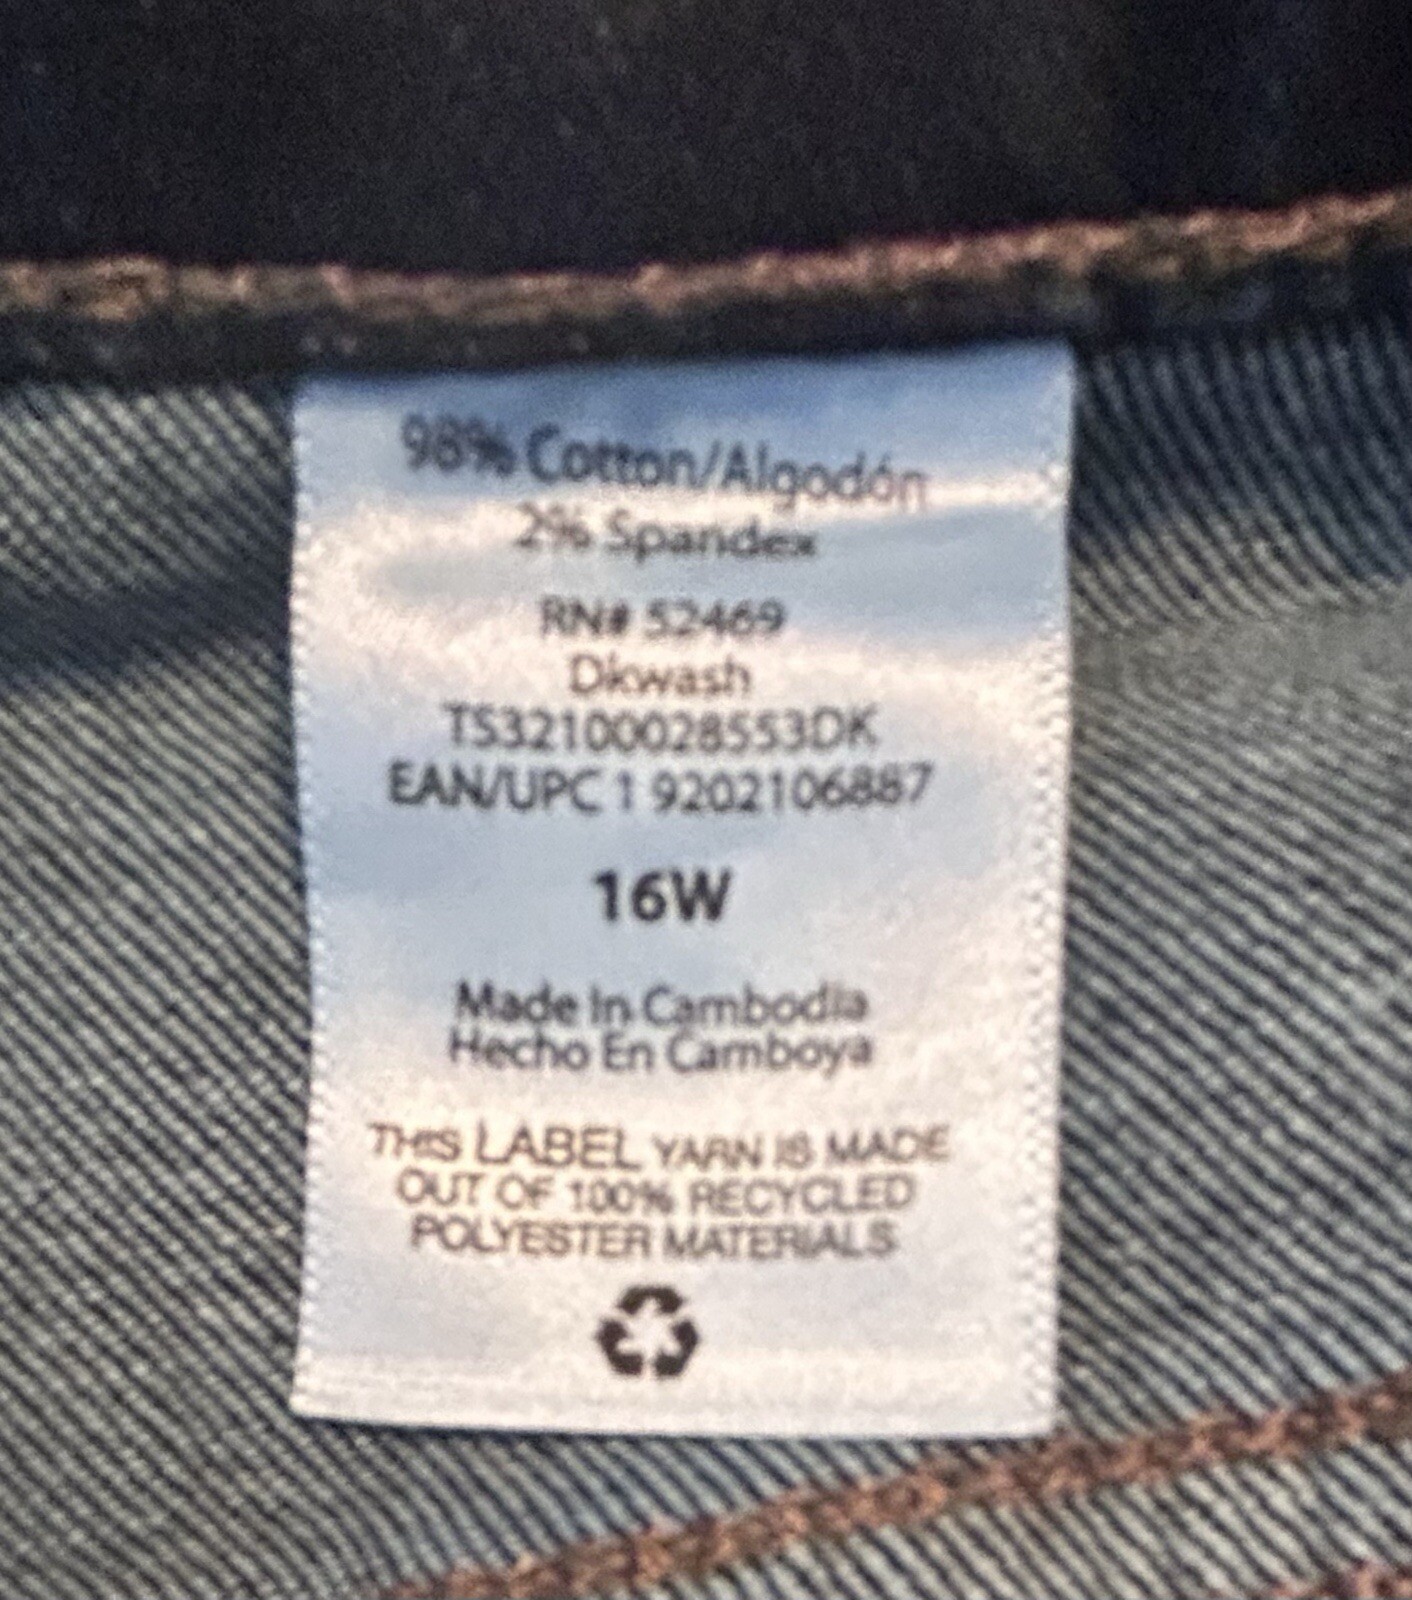 98% Cotton/Algodón
2% Spandex
RN# 52469
Dkwash
TS32100028553DK
EAN/UPC 1 9202106887
16W
Made In Cambodia
Hecho En Camboya
THIS LABEL YARN IS MADE
OUT OF 100% RECYCLED
POLYESTER MATERIALS